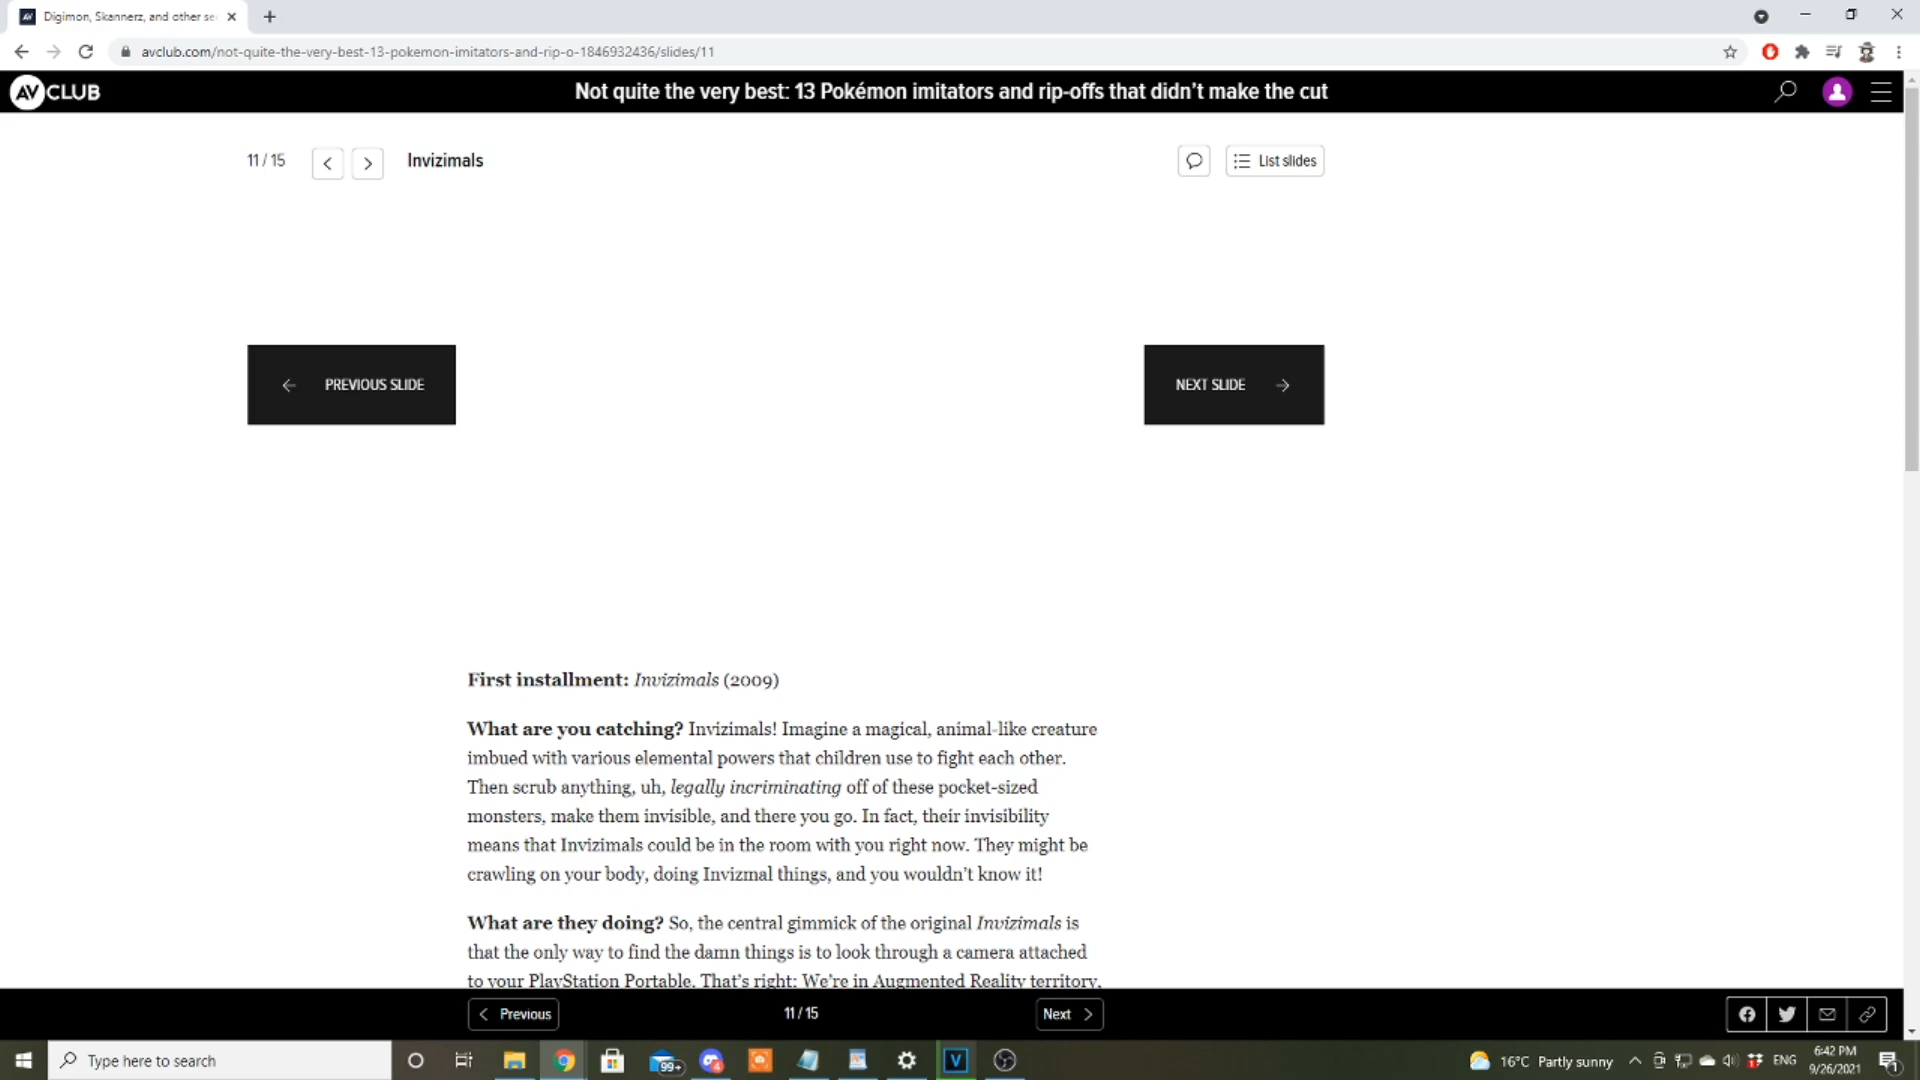 Digimon, Skannerz, and other se
avclub.com/not-quite-the-very-best-13-pokemon-imitators-and-rip-o-1846932436/slides/11
AV CLUB
Not quite the very best: 13 Pokémon imitators and rip-offs that didn't make the cut
11 / 15
Invizimals
List slides
PREVIOUS SLIDE
NEXT SLIDE
First installment: Invizimals (2009)
What are you catching? Invizimals! Imagine a magical, animal-like creature
imbued with various elemental powers that children use to fight each other.
Then scrub anything, uh, legally incriminating off of these pocket-sized
monsters, make them invisible, and there you go. In fact, their invisibility
means that Invizimals could be in the room with you right now. They might be
crawling on your body, doing Invizmal things, and you wouldn't know it!
What are they doing? So, the central gimmick of the original Invizimals is
that the only way to find the damn things is to look through a camera attached
to your PlayStation Portable. That's right: We're in Augmented Reality territory,
Previous
11 / 15
Next
Type here to search
99+
4
V
16°C Partly sunny
ENG
6:42 PM
9/26/2021
1